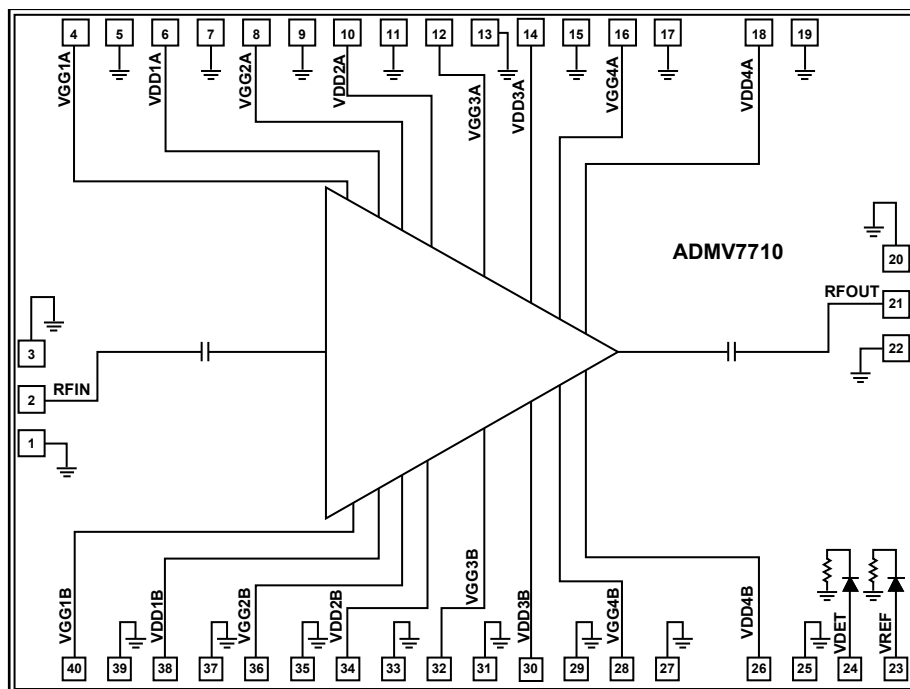 4 5 6 7 8 9 10 11 12 13 14 15 16 17 18 19
VGG1A VDD1A VGG2A VDD2A VGG3A VDD3A VGG4A VDD4A
ADMV7710
20
RFOUT 21
22
3
2 RFIN
1
VGG1B VDD1B VGG2B VDD2B VGG3B VDD3B VGG4B VDD4B VDET VREF
40 39 38 37 36 35 34 33 32 31 30 29 28 27 26 25 24 23